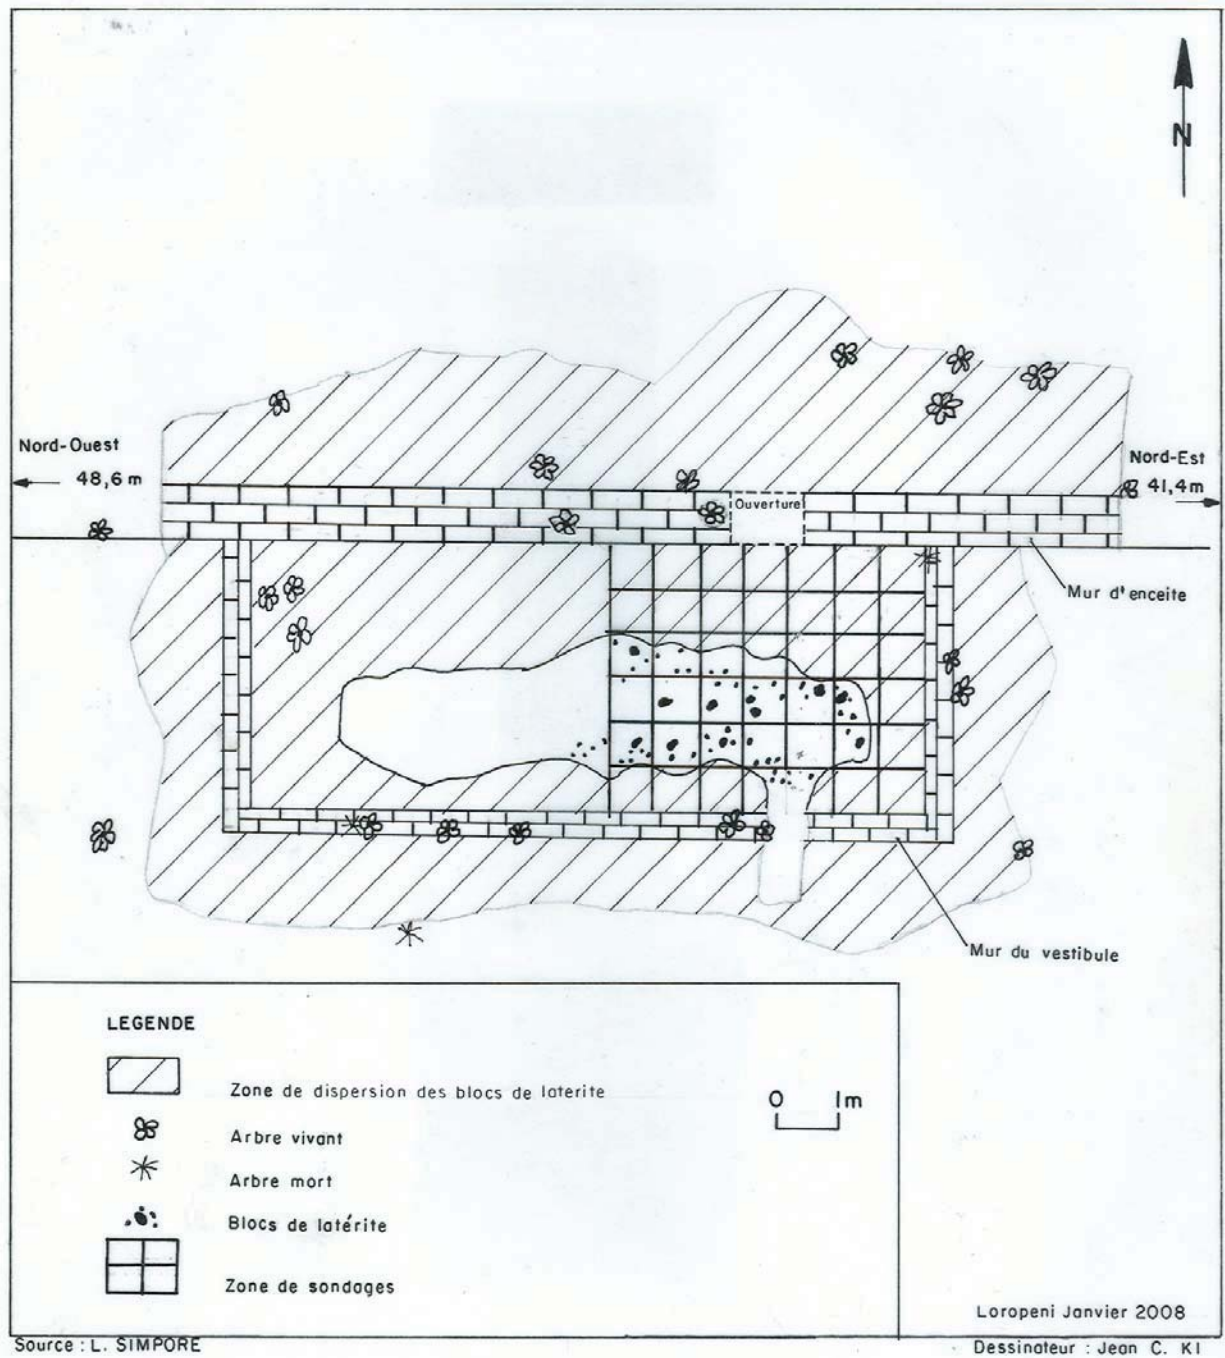 N
Nord-Ouest
48,6 m
Nord-Est
41,4 m
Ouverture
Mur d'enceite
Mur du vestibule
LEGENDE
Zone de dispersion des blocs de laterite
Arbre vivant
Arbre mort
Blocs de latérite
Zone de sondages
0 1m
Loropeni Janvier 2008
Source : L. SIMPORE
Dessinateur : Jean C. KI